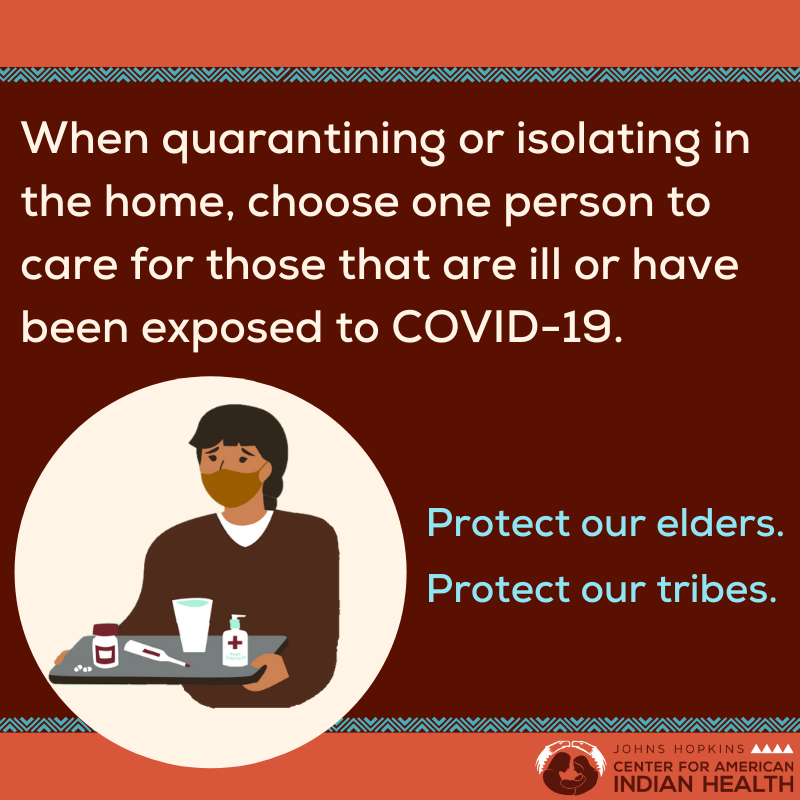 When quarantining or isolating in
the home, choose one person to
care for those that are ill or have
been exposed to COVID-19.
Protect our elders.
Protect our tribes.
JOHNS HOPKINS
CENTER FOR AMERICAN
INDIAN HEALTH